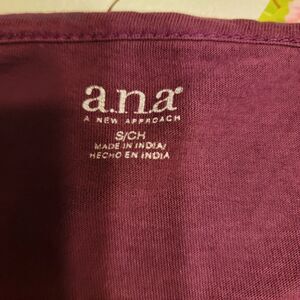 a.n.a
A NEW APPROACH
S/CH
MADE IN INDIA/
HECHO EN INDIA